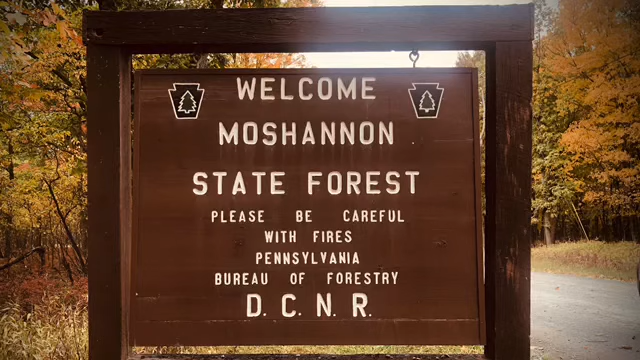 WELCOME
MOSHANNON
STATE FOREST
PLEASE BE CAREFUL
WITH FIRES
PENNSYLVANIA
BUREAU OF FORESTRY
D. C. N. R.